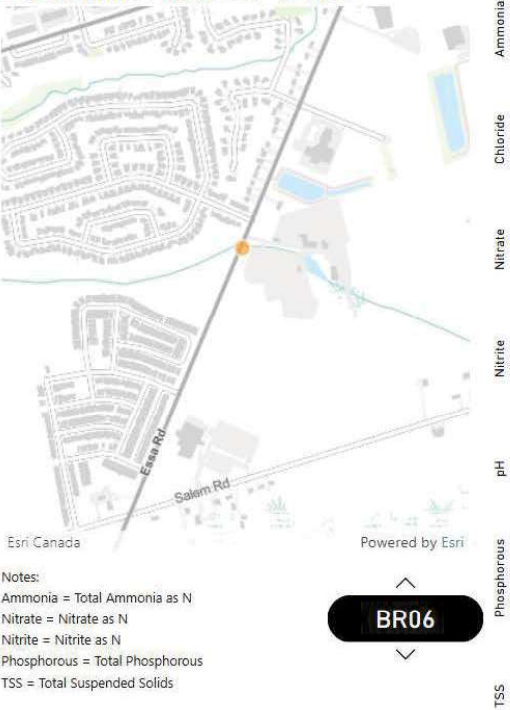 Ammonia
Chloride
Nitrate
Nitrite
pH
Phosphorous
TSS
Essa Rd
Salem Rd
Esri Canada
Powered by Esri
Notes:
Ammonia = Total Ammonia as N
Nitrate = Nitrate as N
Nitrite = Nitrite as N
Phosphorous = Total Phosphorous
TSS = Total Suspended Solids
BR06